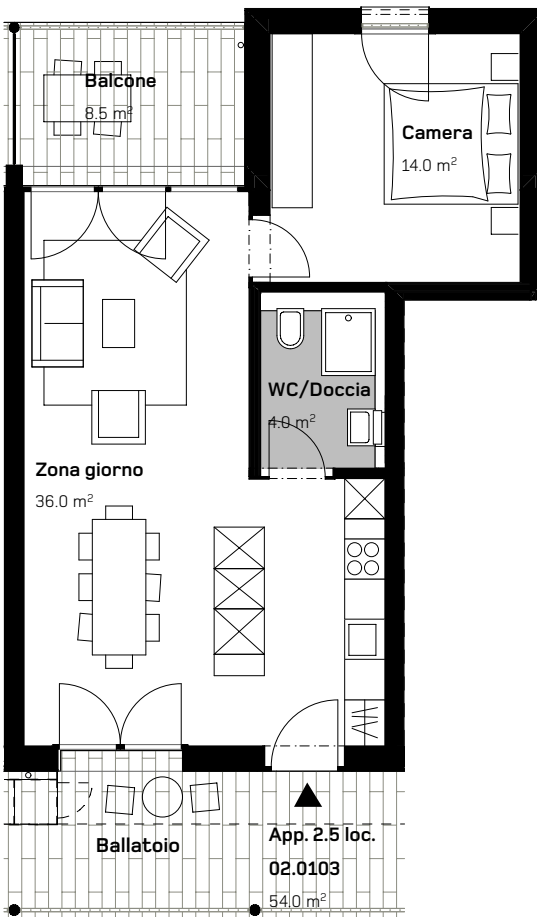 Balcone
8.5 m²
Camera
14.0 m²
WC/Doccia
4.0 m²
Zona giorno
36.0 m²
Ballatoio
App. 2.5 loc.
02.0103
54.0 m²